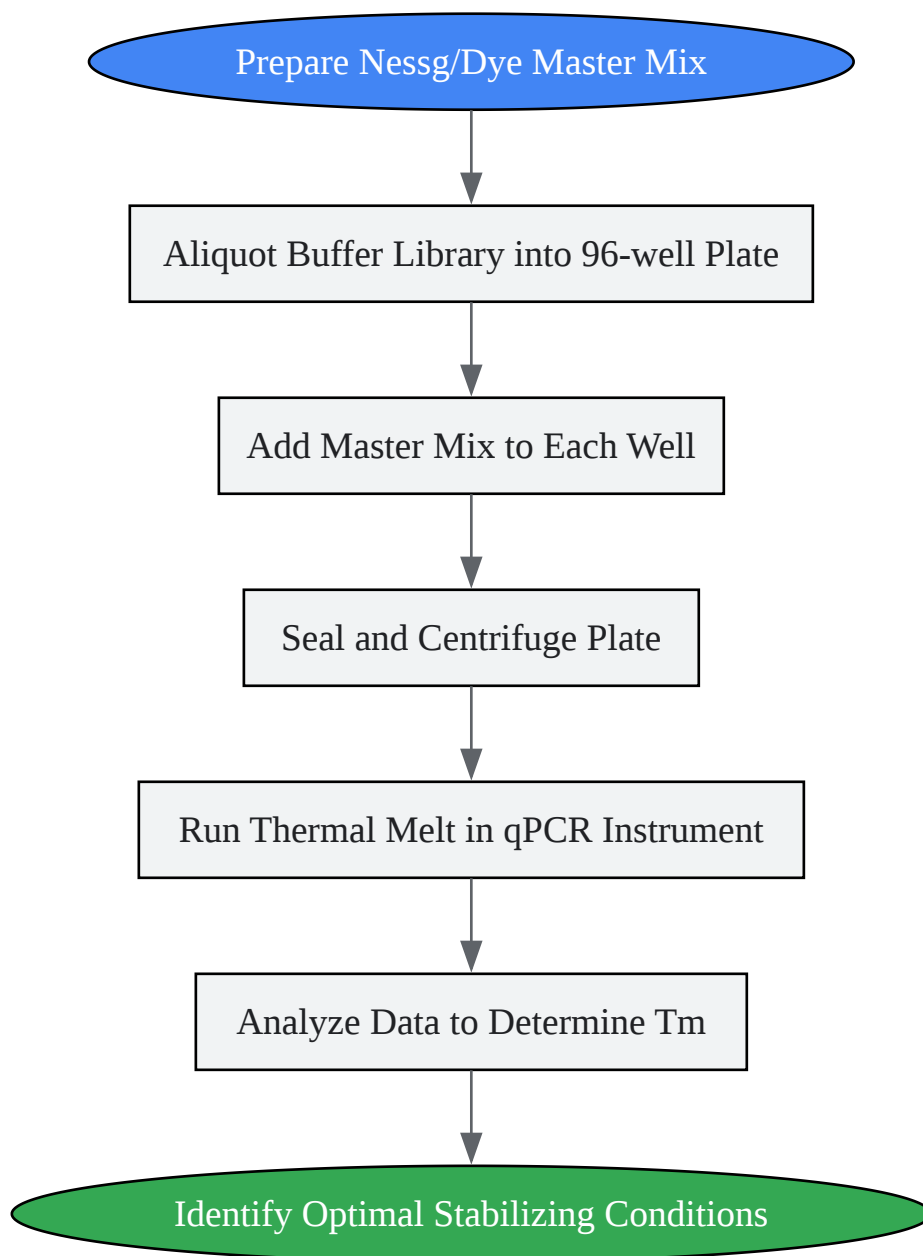 Prepare Nessg/Dye Master Mix
Aliquot Buffer Library into 96-well Plate
Add Master Mix to Each Well
Seal and Centrifuge Plate
Run Thermal Melt in qPCR Instrument
Analyze Data to Determine Tm
Identify Optimal Stabilizing Conditions